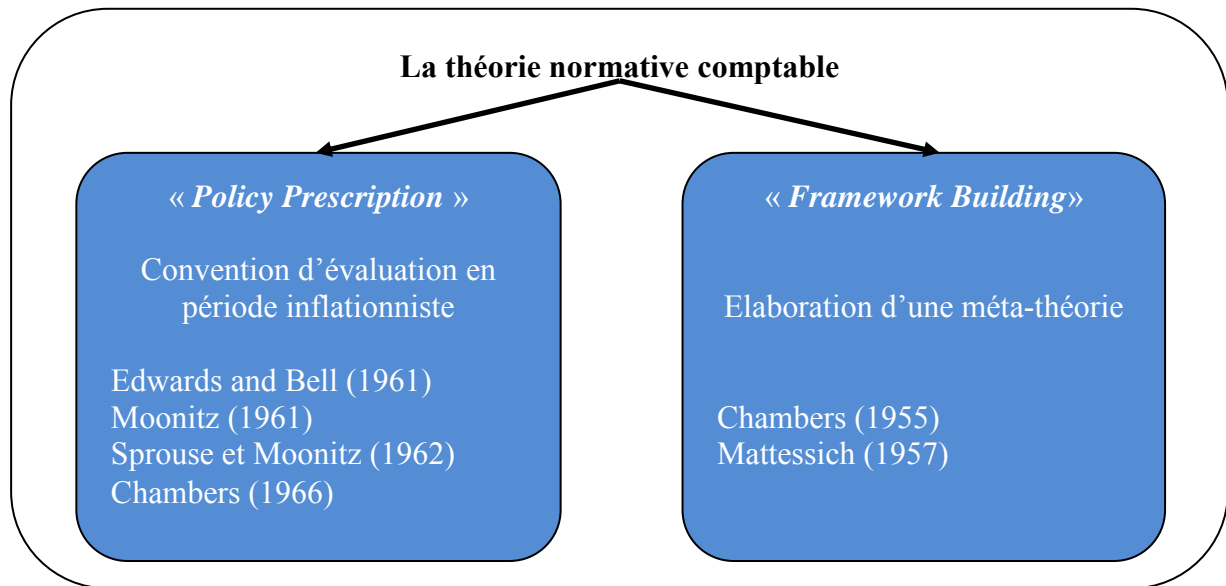 La théorie normative comptable
« Policy Prescription »
Convention d’évaluation en
période inflationniste
Edwards and Bell (1961)
Moonitz (1961)
Sprouse et Moonitz (1962)
Chambers (1966)
« Framework Building»
Elaboration d’une méta-théorie
Chambers (1955)
Mattessich (1957)